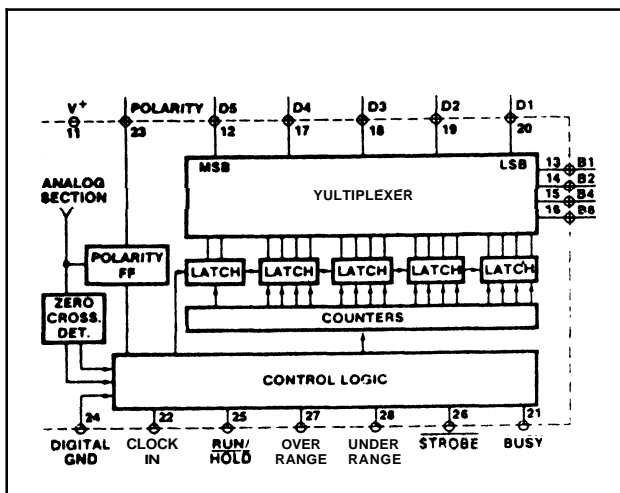 V+ POLARITY D5 D4 D3 D2 D1
11 23 12 17 18 19 20
MSB LSB
13 B1
14 B2
15 B4
16 B8
YULTIPLEXER
ANALOG
SECTION
POLARITY
FF
LATCH LATCH LATCH LATCH LATCH
ZERO
CROSS.
DET.
COUNTERS
CONTROL LOGIC
24 22 25 27 28 26 21
DIGITAL
GND
CLOCK
IN
RUN/
HOLD
OVER
RANGE
UNDER
RANGE
STROBE
BUSY